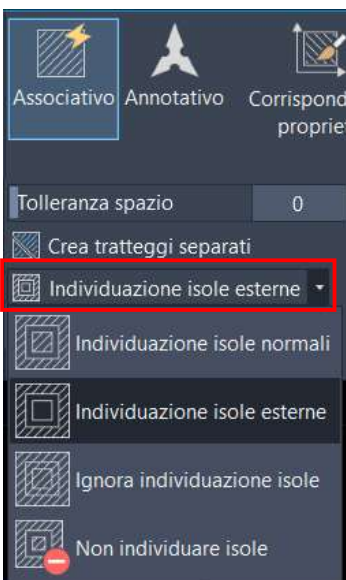 Associativo Annotativo Corrispond
propriet
Tolleranza spazio 0
Crea tratteggi separati
Individuazione isole esterne
Individuazione isole normali
Individuazione isole esterne
Ignora individuazione isole
Non individuare isole